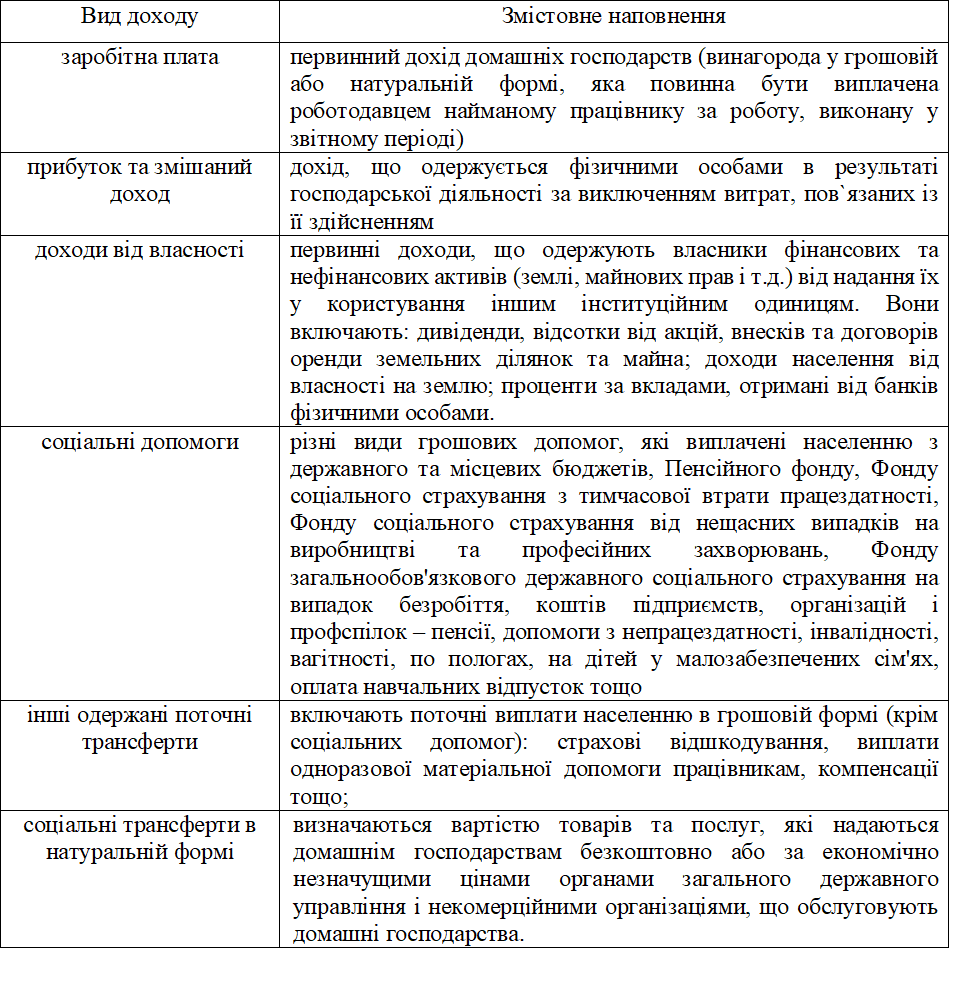 Вид доходу
Змістовне наповнення
заробітна плата
первинний дохід домашніх господарств (винагорода у грошовій
або натуральній формі, яка повинна бути виплачена
роботодавцем найманому працівнику за роботу, виконану у
звітному періоді)
прибуток та змішаний
доход
дохід, що одержується фізичними особами в результаті
господарської діяльності за виключенням витрат, пов`язаних із
її здійсненням
доходи від власності
первинні доходи, що одержують власники фінансових та
нефінансових активів (землі, майнових прав і т.д.) від надання їх
у користування іншим інституційним одиницям. Вони
включають: дивіденди, відсотки від акцій, внесків та договорів
оренди земельних ділянок та майна; доходи населення від
власності на землю; проценти за вкладами, отримані від банків
фізичними особами.
соціальні допомоги
різні види грошових допомог, які виплачені населенню з
державного та місцевих бюджетів, Пенсійного фонду, Фонду
соціального страхування з тимчасової втрати працездатності,
Фонду соціального страхування від нещасних випадків на
виробництві та професійних захворювань, Фонду
загальнообов'язкового державного соціального страхування на
випадок безробіття, коштів підприємств, організацій і
профспілок – пенсії, допомоги з непрацездатності, інвалідності,
вагітності, по пологах, на дітей у малозабезпечених сім'ях,
оплата навчальних відпусток тощо
інші одержані поточні
трансферти
включають поточні виплати населенню в грошовій формі (крім
соціальних допомог): страхові відшкодування, виплати
одноразової матеріальної допомоги працівникам, компенсації
тощо;
соціальні трансферти в
натуральній формі
визначаються вартістю товарів та послуг, які надаються
домашнім господарствам безкоштовно або за економічно
незначущими цінами органами загального державного
управління і некомерційними організаціями, що обслуговують
домашні господарства.